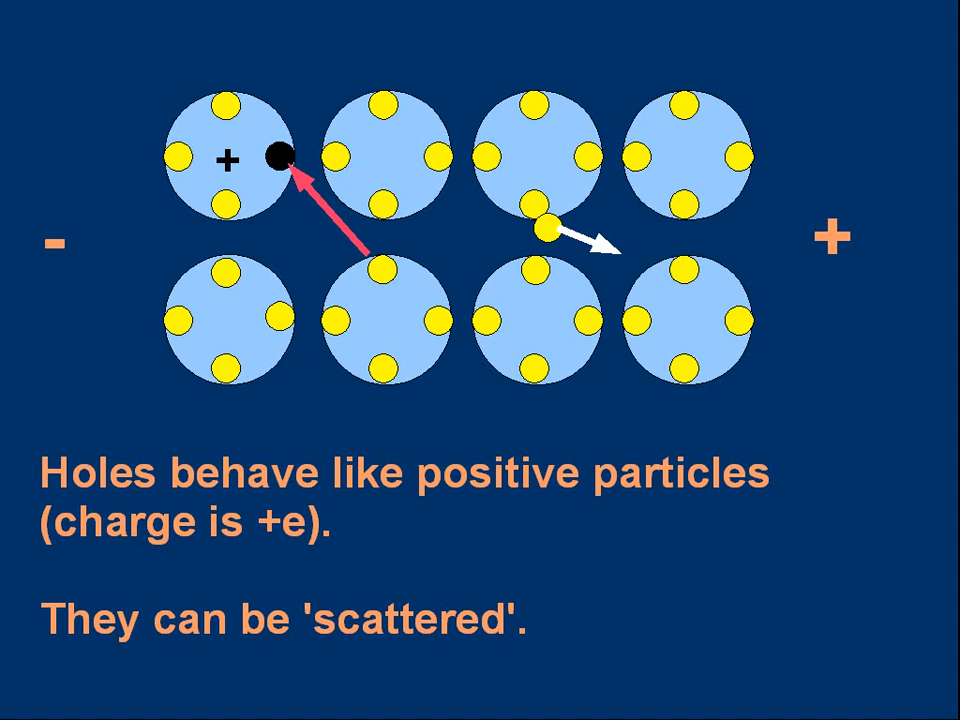 +
- +
Holes behave like positive particles
(charge is +e).
They can be 'scattered'.